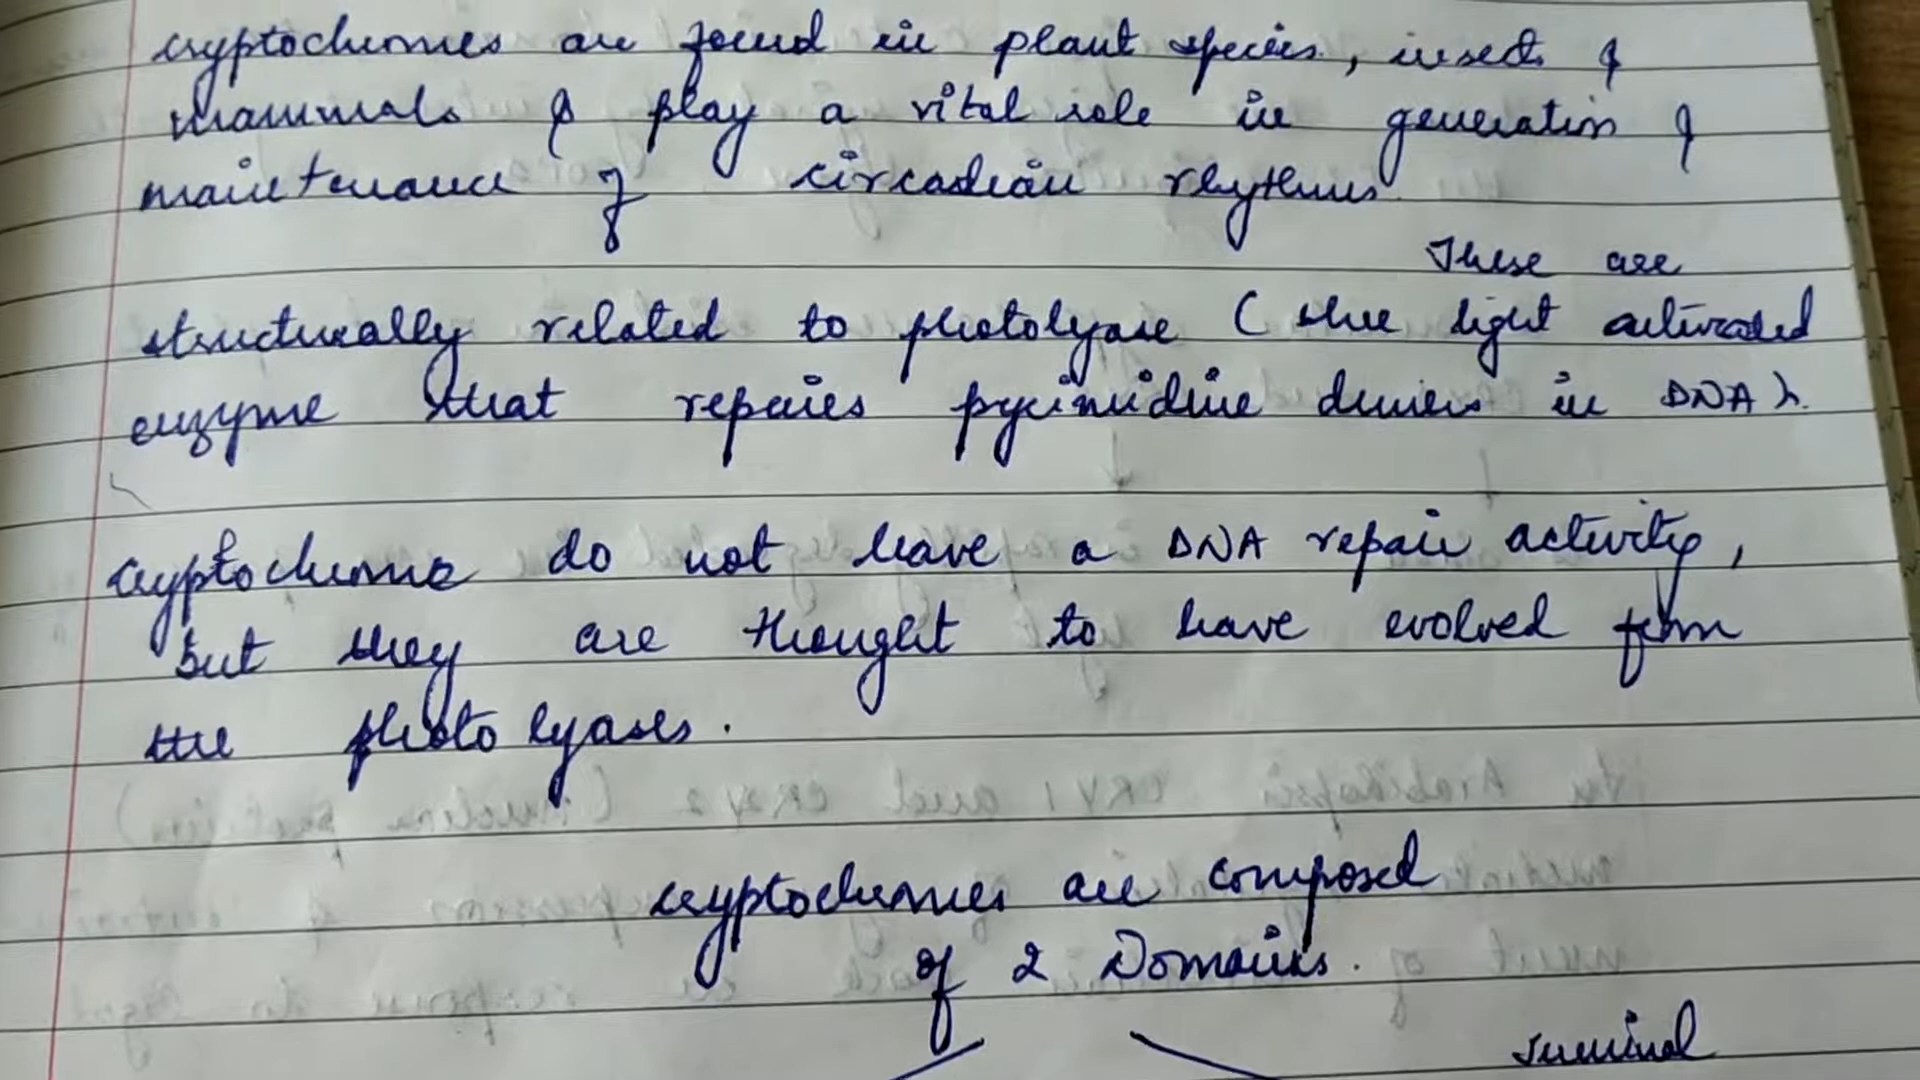 cryptochromes are found in plant species, insects &
mammals & play a vital role in generation &
maintenance of circadian rhythms.
These are
structurally related to photolyase ( blue light activated
enzyme that repairs pyrimidine dimers in DNA ).
cryptochrome do not have a DNA repair activity,
but they are thought to have evolved from
the photo lyases.
cryptochromes are composed
of 2 Domains.
terminal